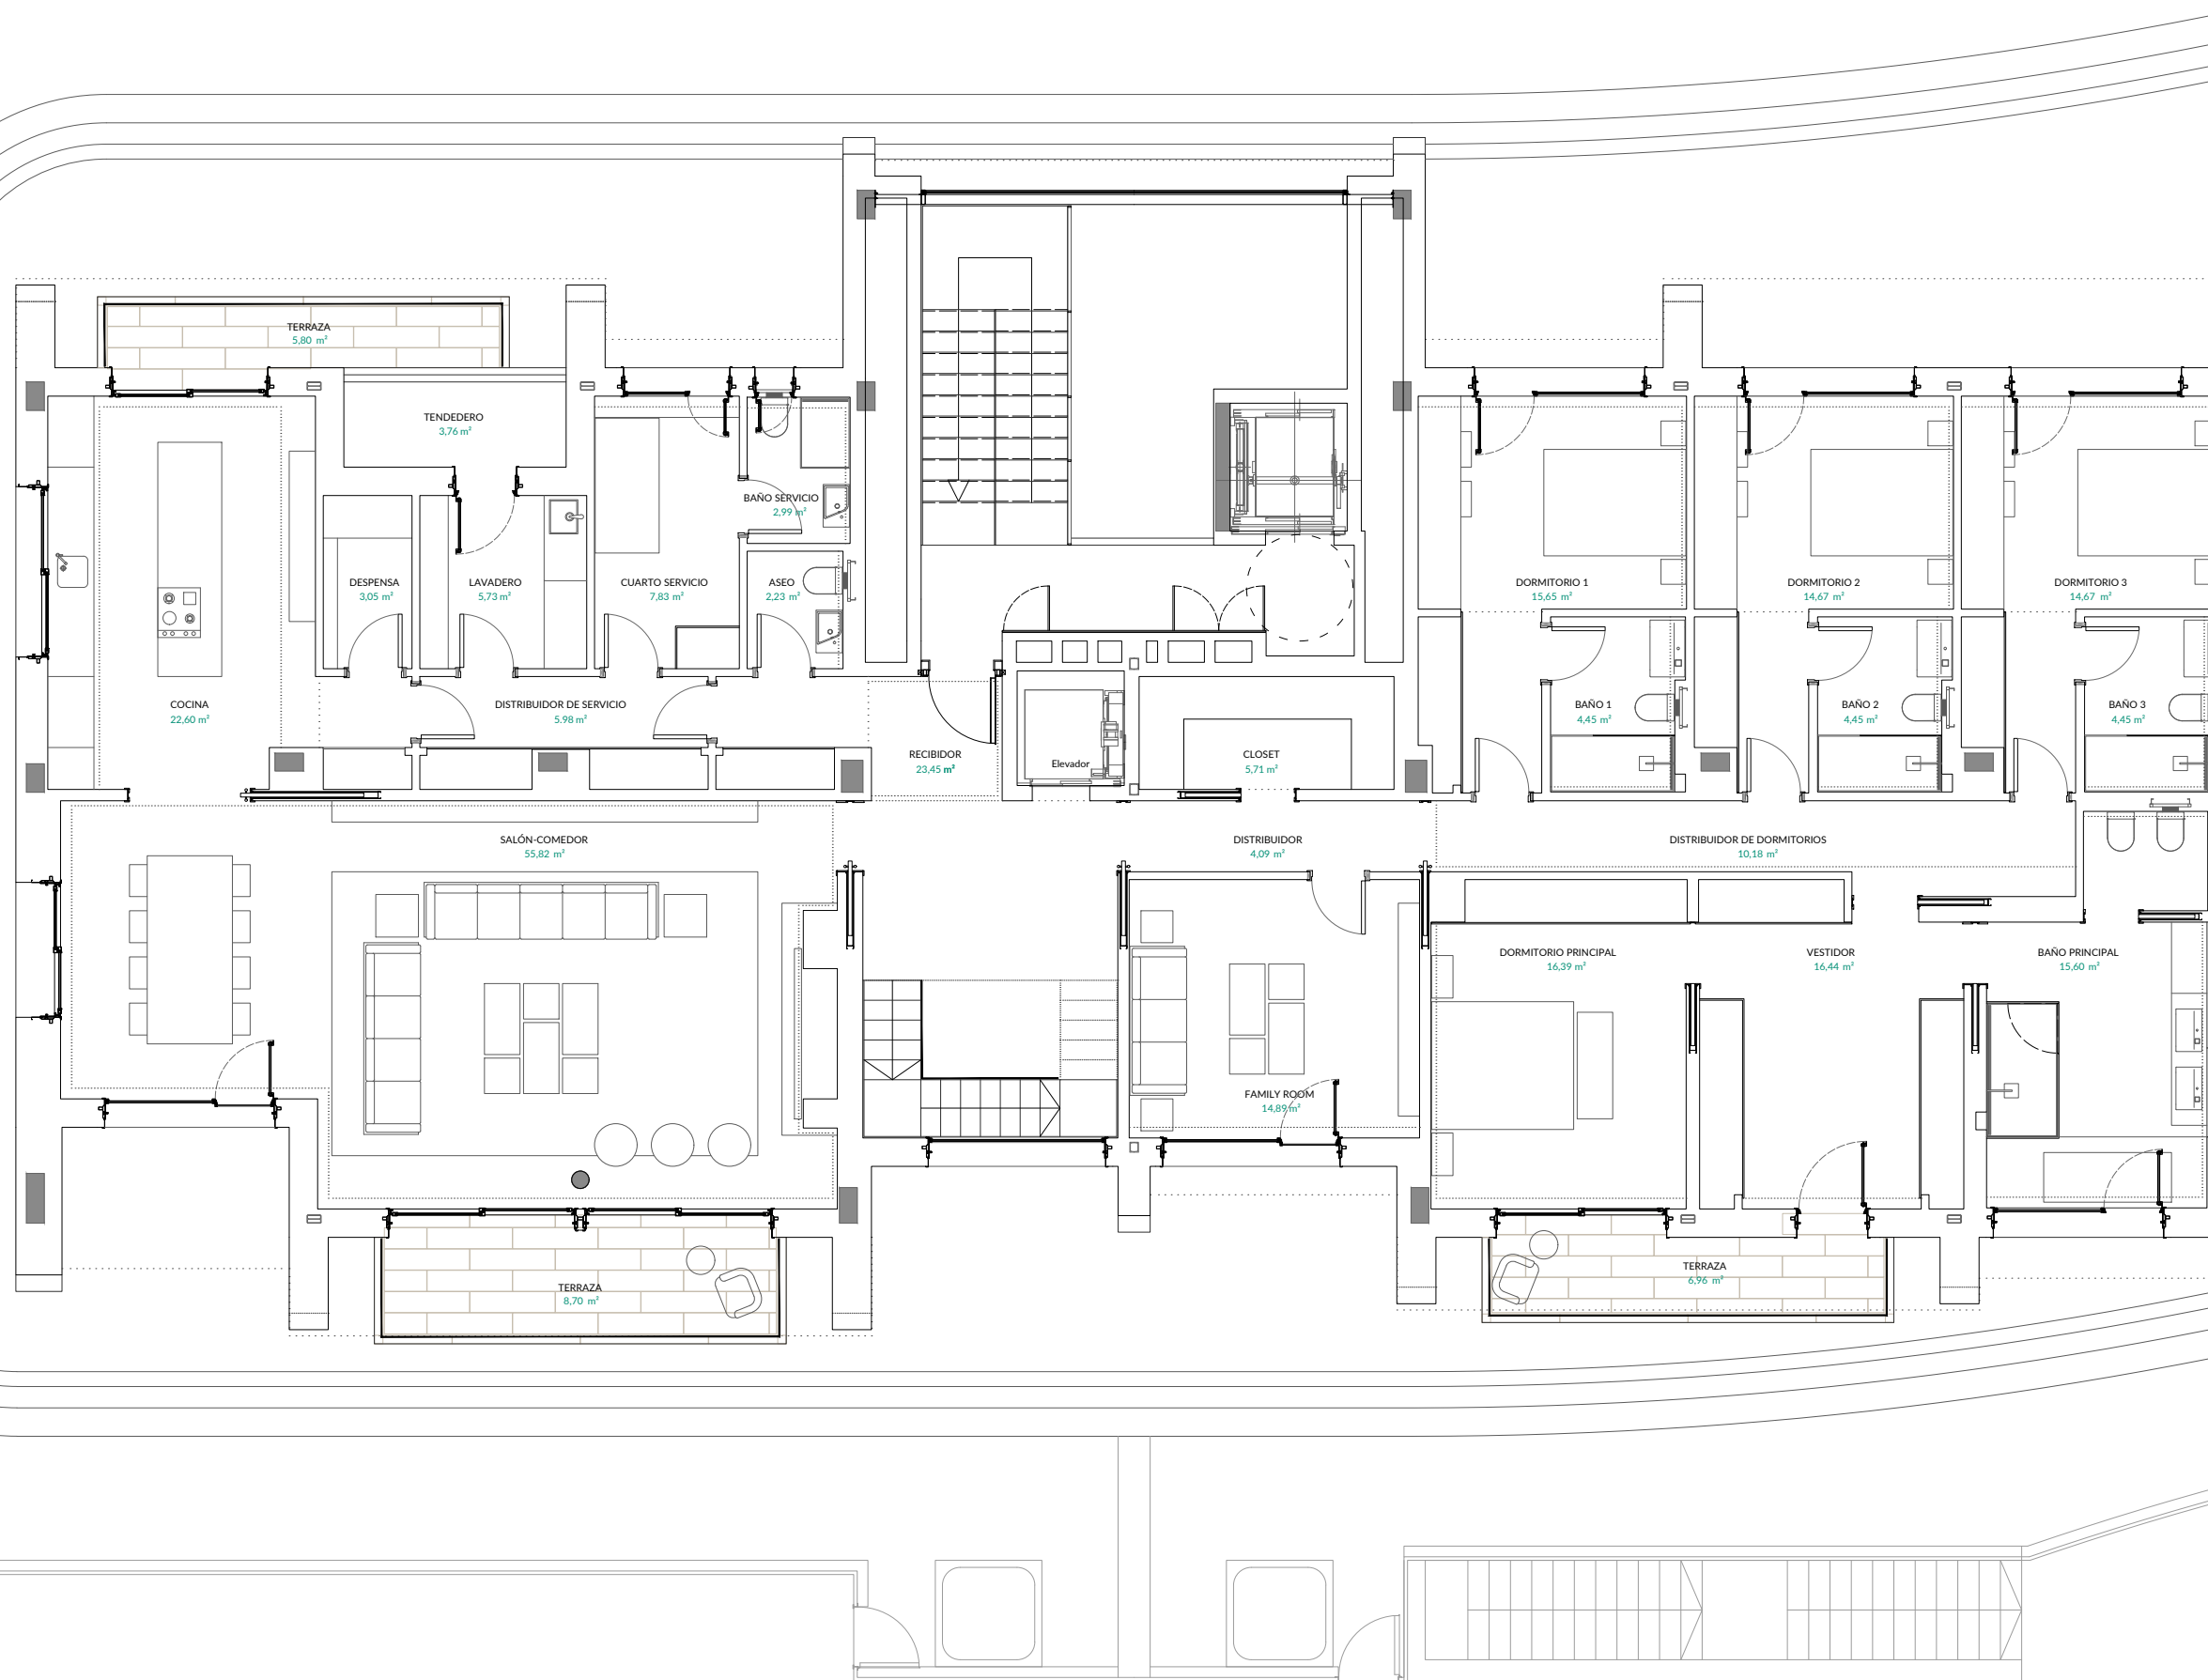 TERRAZA
5,80 m²
TENDEDERO
3,76 m²
BAÑO SERVICIO
2,99 m²
DESPENSA
3,05 m²
LAVADERO
5,73 m²
CUARTO SERVICIO
7,83 m²
ASEO
2,23 m²
DORMITORIO 1
15,65 m²
DORMITORIO 2
14,67 m²
DORMITORIO 3
14,67 m²
COCINA
22,60 m²
DISTRIBUIDOR DE SERVICIO
5.98 m²
BAÑO 1
4,45 m²
BAÑO 2
4,45 m²
BAÑO 3
4,45 m²
RECIBIDOR
23,45 m²
Elevador
CLOSET
5,71 m²
SALÓN-COMEDOR
55,82 m²
DISTRIBUIDOR
4,09 m²
DISTRIBUIDOR DE DORMITORIOS
10,18 m²
DORMITORIO PRINCIPAL
16,39 m²
VESTIDOR
16,44 m²
BAÑO PRINCIPAL
15,60 m²
FAMILY ROOM
14,89 m²
TERRAZA
8,70 m²
TERRAZA
6,96 m²